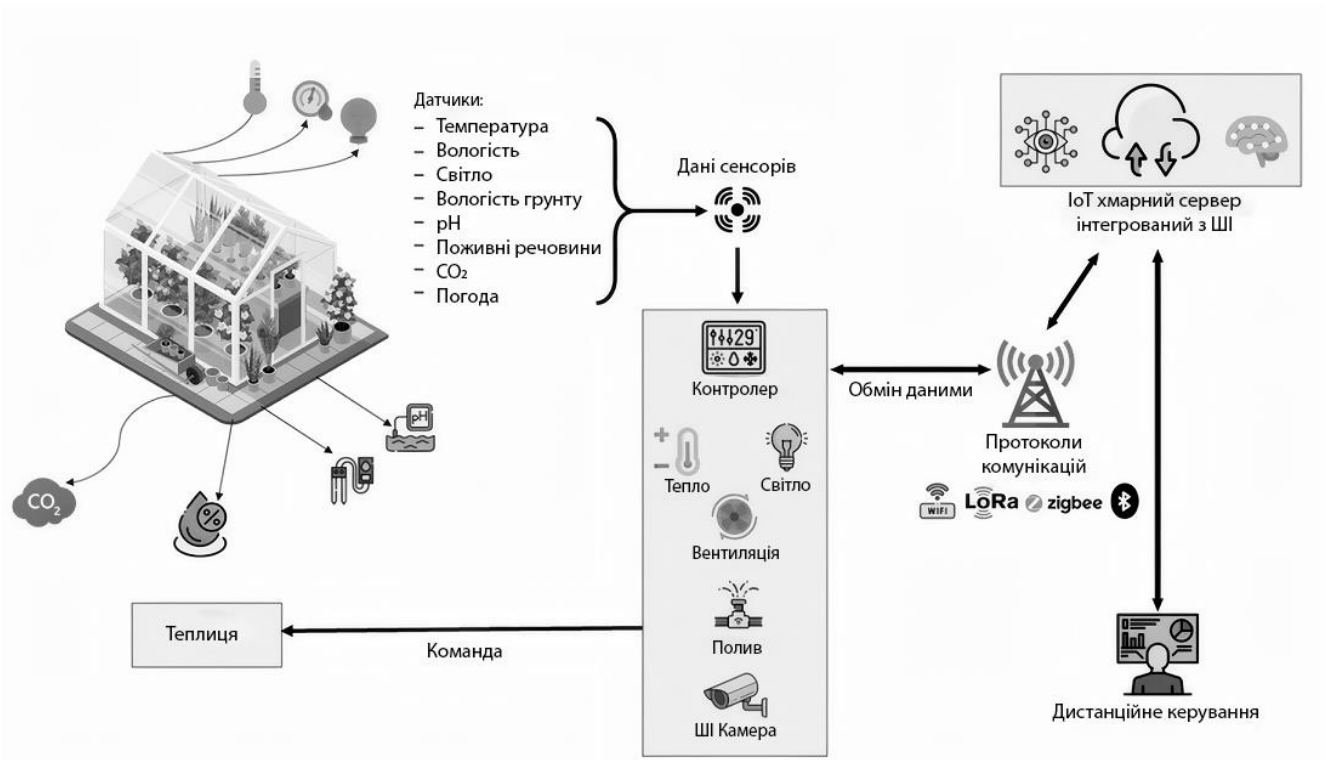 Датчики:
– Температура
– Вологість
– Світло
– Вологість грунту
– pH
– Поживні речовини
– CO₂
– Погода
Дані сенсорів
IoT хмарний сервер
інтегрований з ШІ
29°
Контролер
Обмін даними
Протоколи
комунікацій
WIFI
LoRa
zigbee
+
–
Тепло
Світло
Вентиляція
Полив
ШІ Камера
pH
CO₂
%
Теплиця
Команда
Дистанційне керування